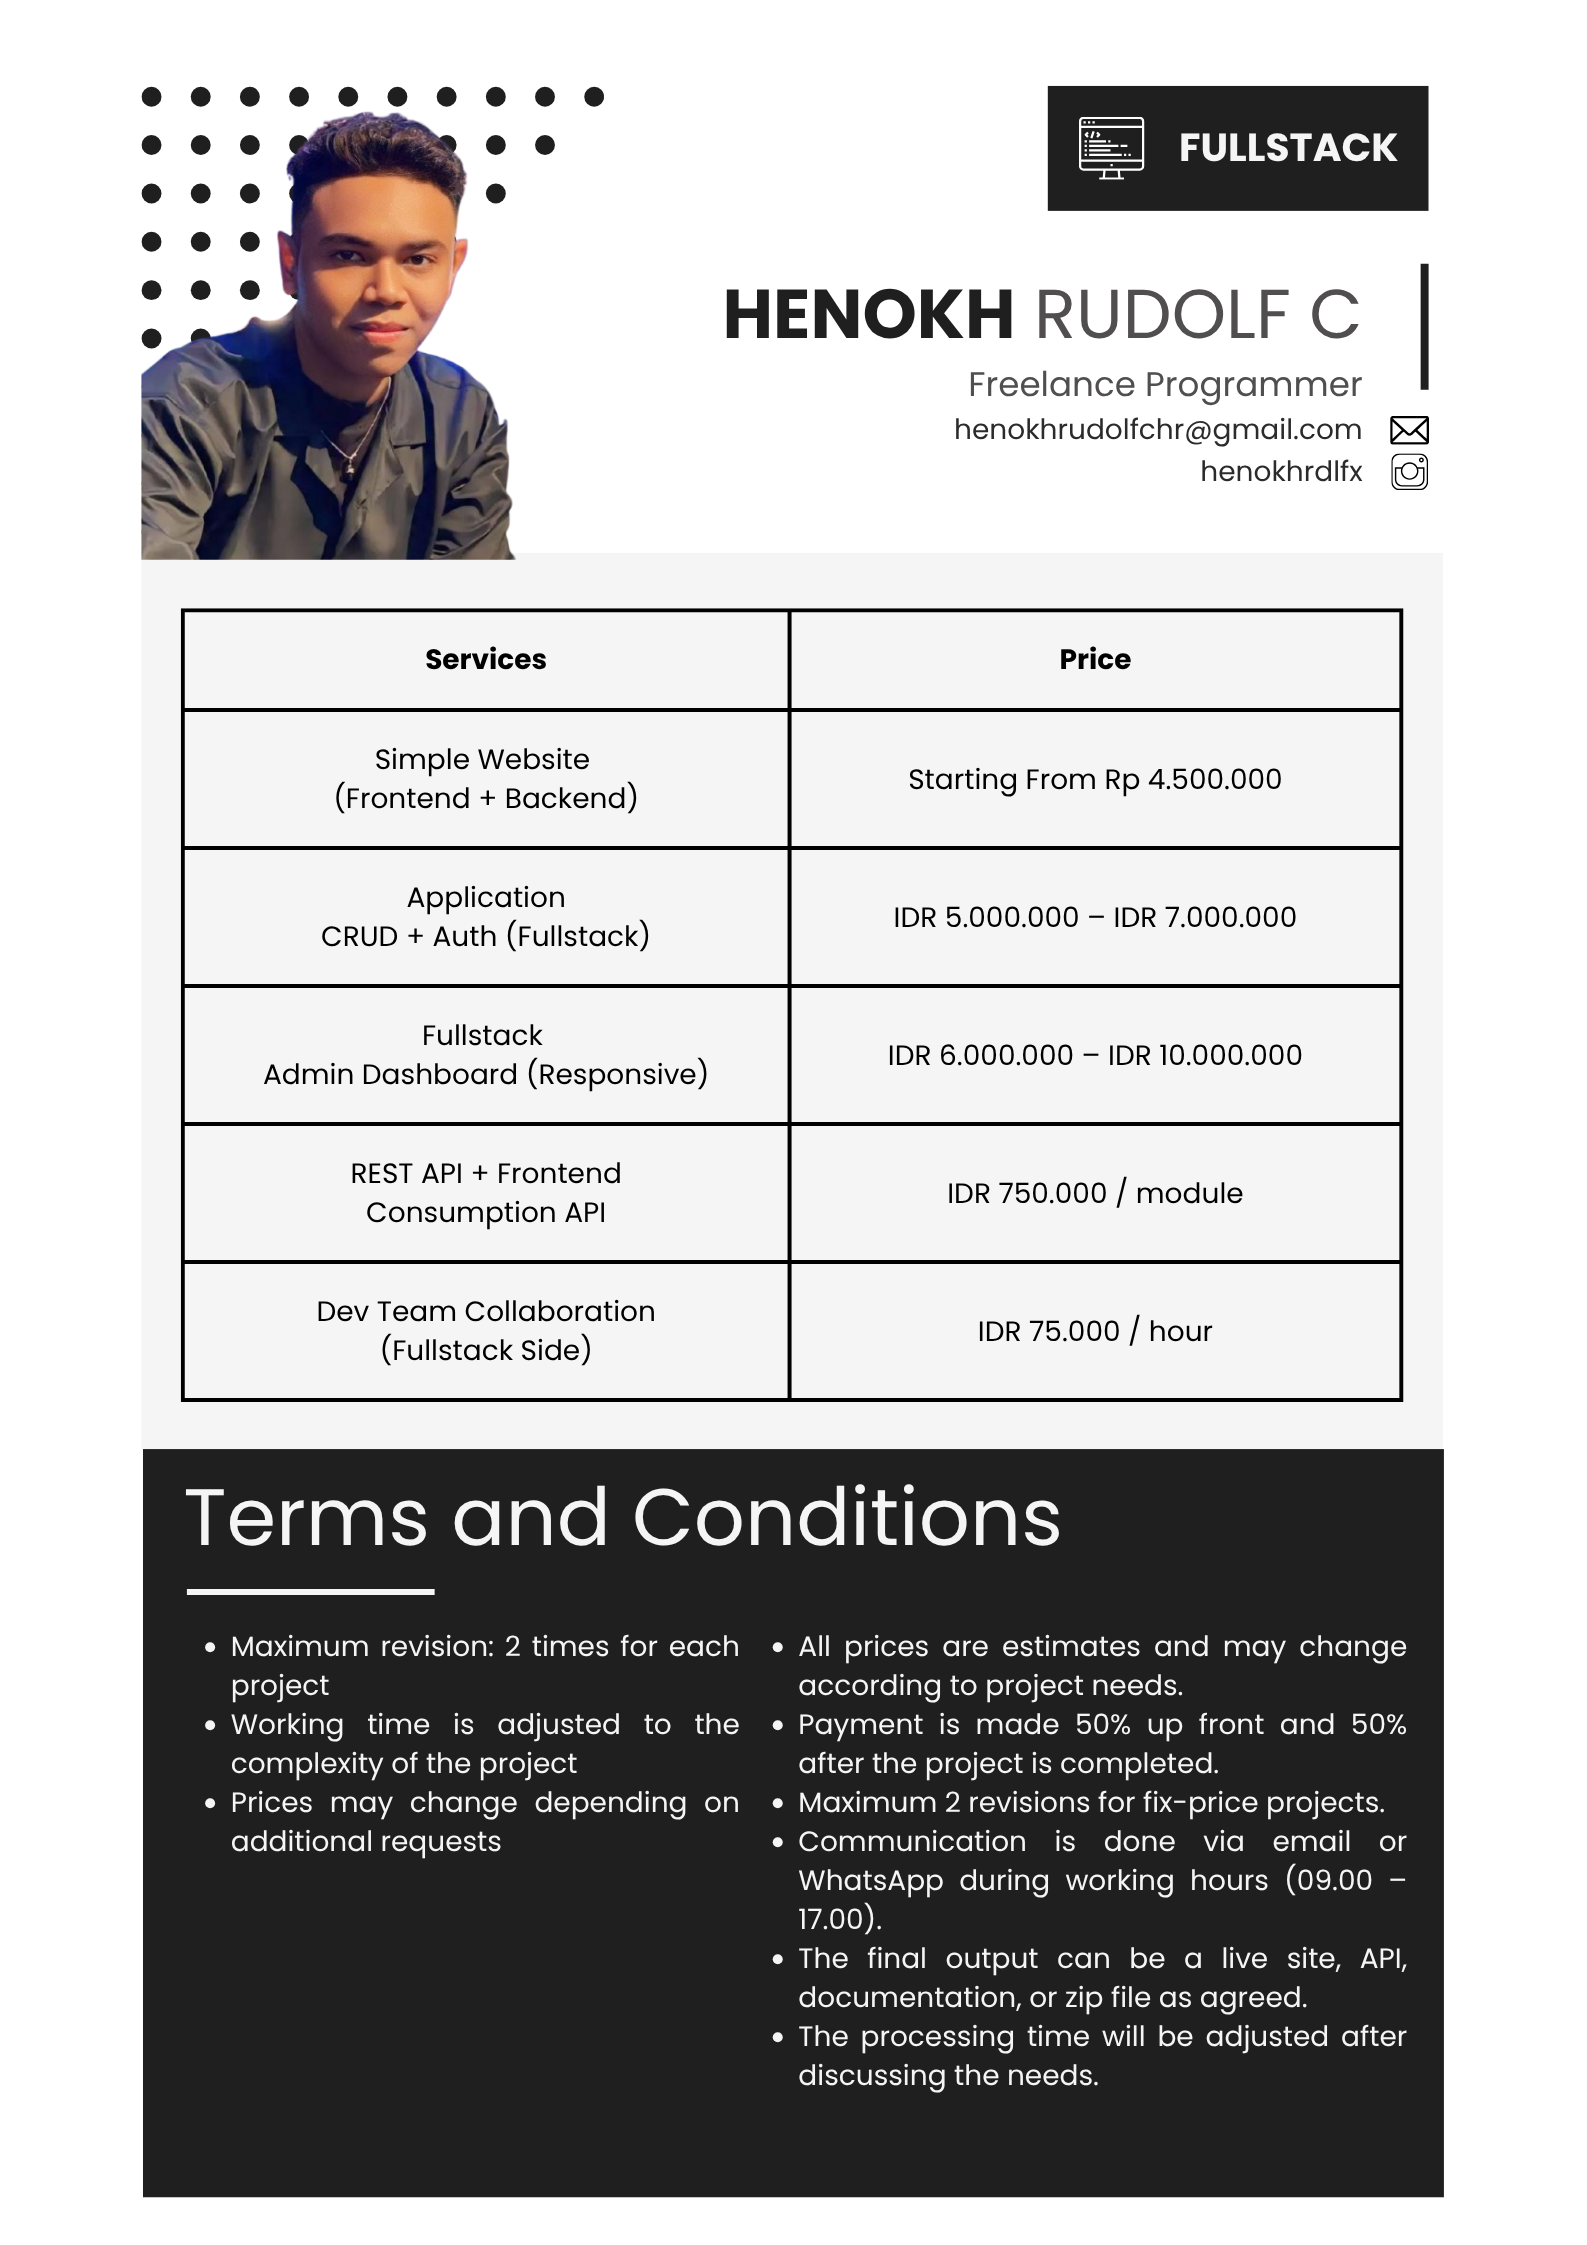 FULLSTACK
HENOKH RUDOLF C
Freelance Programmer
henokhrudolfchr@gmail.com
henokhrdlfx
Services
Price
Simple Website
(Frontend + Backend)
Starting From Rp 4.500.000
Application
CRUD + Auth (Fullstack)
IDR 5.000.000 – IDR 7.000.000
Fullstack
Admin Dashboard (Responsive)
IDR 6.000.000 – IDR 10.000.000
REST API + Frontend
Consumption API
IDR 750.000 / module
Dev Team Collaboration
(Fullstack Side)
IDR 75.000 / hour
Terms and Conditions
• Maximum revision: 2 times for each
project
• Working time is adjusted to the
complexity of the project
• Prices may change depending on
additional requests
• All prices are estimates and may change
according to project needs.
• Payment is made 50% up front and 50%
after the project is completed.
• Maximum 2 revisions for fix-price projects.
• Communication is done via email or
WhatsApp during working hours (09.00 –
17.00).
• The final output can be a live site, API,
documentation, or zip file as agreed.
• The processing time will be adjusted after
discussing the needs.